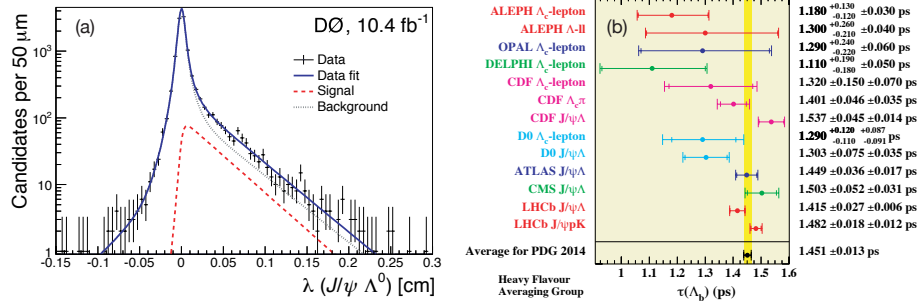 (a)
DØ, 10.4 fb⁻¹
Data
Data fit
Signal
Background
Candidates per 50 μm
10³
10²
10
1
-0.15 -0.1 -0.05 0 0.05 0.1 0.15 0.2 0.25 0.3
λ (J/ψ Λ⁰) [cm]
(b)
ALEPH Λc-lepton 1.180 +0.130 -0.120 ±0.030 ps
ALEPH Λ-ll 1.300 +0.260 -0.210 ±0.040 ps
OPAL Λc-lepton 1.290 +0.240 -0.220 ±0.060 ps
DELPHI Λc-lepton 1.110 +0.190 -0.180 ±0.050 ps
CDF Λc-lepton 1.320 ±0.150 ±0.070 ps
CDF Λcπ 1.401 ±0.046 ±0.035 ps
CDF J/ψΛ 1.537 ±0.045 ±0.014 ps
D0 Λc-lepton 1.290 +0.120 -0.110 +0.087 -0.091 ps
D0 J/ψΛ 1.303 ±0.075 ±0.035 ps
ATLAS J/ψΛ 1.449 ±0.036 ±0.017 ps
CMS J/ψΛ 1.503 ±0.052 ±0.031 ps
LHCb J/ψΛ 1.415 ±0.027 ±0.006 ps
LHCb J/ψpK 1.482 ±0.018 ±0.012 ps
Average for PDG 2014 1.451 ±0.013 ps
1 1.1 1.2 1.3 1.4 1.5 1.6
Heavy Flavour
Averaging Group
τ(Λb) (ps)